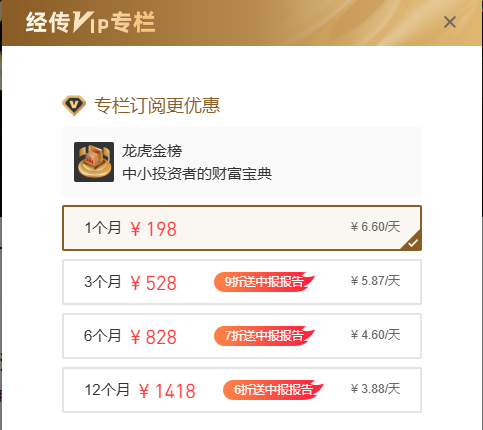 经传Vip专栏
专栏订阅更优惠
龙虎金榜
中小投资者的财富宝典
1个月 ¥ 198 ¥ 6.60/天
3个月 ¥ 528 9折送中报报告 ¥ 5.87/天
6个月 ¥ 828 7折送中报报告 ¥ 4.60/天
12个月 ¥ 1418 6折送中报报告 ¥ 3.88/天